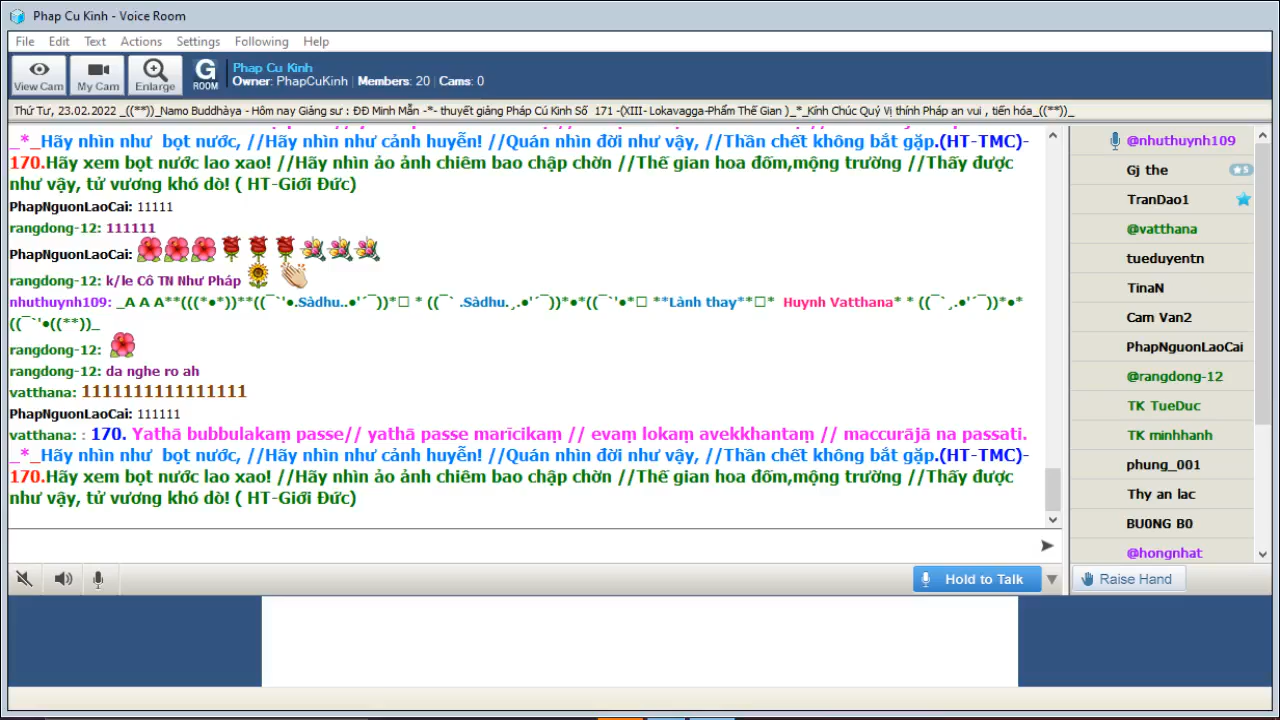 Phap Cu Kinh - Voice Room
File Edit Text Actions Settings Following Help
View Cam My Cam Enlarge G ROOM
Phap Cu Kinh
Owner: PhapCuKinh | Members: 20 | Cams: 0
Thứ Tư, 23.02.2022 _((**))_Namo Buddhàya - Hôm nay Giảng sư : ĐĐ Minh Mẫn -*- thuyết giảng Pháp Cú Kinh Số 171 -(XIII- Lokavagga-Phẩm Thế Gian )_*_Kính Chúc Quý Vị thính Pháp an vui , tiến hóa_((**))_
_*_Hãy nhìn như bọt nước, //Hãy nhìn như cảnh huyễn! //Quán nhìn đời như vậy, //Thần chết không bắt gặp.(HT-TMC)-
170.Hãy xem bọt nước lao xao! //Hãy nhìn ảo ảnh chiêm bao chập chờn //Thế gian hoa đốm,mộng trường //Thấy được
như vậy, tử vương khó dò! ( HT-Giới Đức)
PhapNguonLaoCai: 11111
rangdong-12: 111111
PhapNguonLaoCai:
rangdong-12: k/le Cô TN Như Pháp
nhuthuynh109: _A A A**(((*●*))**((¯`'●.Sàdhu..●'´¯))*□ * ((¯` .Sàdhu.¸.●'´¯))*●*((¯`'●*□ **Lành thay**□* Huynh Vatthana* * ((¯`¸.●'´¯))*●*
((¯`'●((**))_
rangdong-12:
rangdong-12: da nghe ro ah
vatthana: 11111111111111111
PhapNguonLaoCai: 111111
vatthana: : 170. Yathā bubbulakaṃ passe// yathā passe marīcikaṃ // evaṃ lokaṃ avekkhantaṃ // maccurājā na passati.
_*_Hãy nhìn như bọt nước, //Hãy nhìn như cảnh huyễn! //Quán nhìn đời như vậy, //Thần chết không bắt gặp.(HT-TMC)-
170.Hãy xem bọt nước lao xao! //Hãy nhìn ảo ảnh chiêm bao chập chờn //Thế gian hoa đốm,mộng trường //Thấy được
như vậy, tử vương khó dò! ( HT-Giới Đức)
Hold to Talk
@nhuthuynh109
Gj the
TranDao1
@vatthana
tueduyentn
TinaN
Cam Van2
PhapNguonLaoCai
@rangdong-12
TK TueDuc
TK minhhanh
phung_001
Thy an lac
BU0NG B0
@hongnhat
Raise Hand